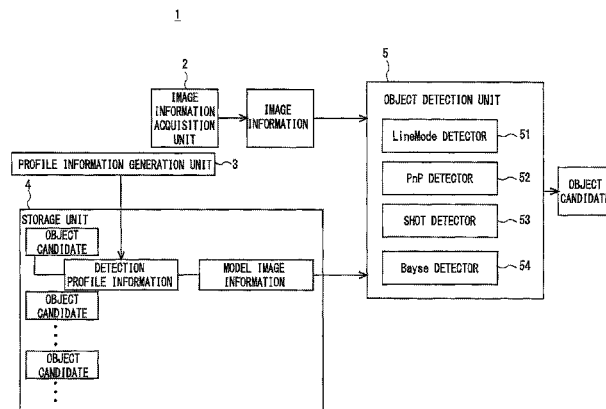 1
2
IMAGE
INFORMATION
ACQUISITION
UNIT
IMAGE
INFORMATION
PROFILE INFORMATION GENERATION UNIT
3
4
STORAGE UNIT
OBJECT
CANDIDATE
DETECTION
PROFILE INFORMATION
MODEL IMAGE
INFORMATION
OBJECT
CANDIDATE
OBJECT
CANDIDATE
5
OBJECT DETECTION UNIT
LineMode DETECTOR
51
PnP DETECTOR
52
SHOT DETECTOR
53
Bayse DETECTOR
54
OBJECT
CANDIDATE